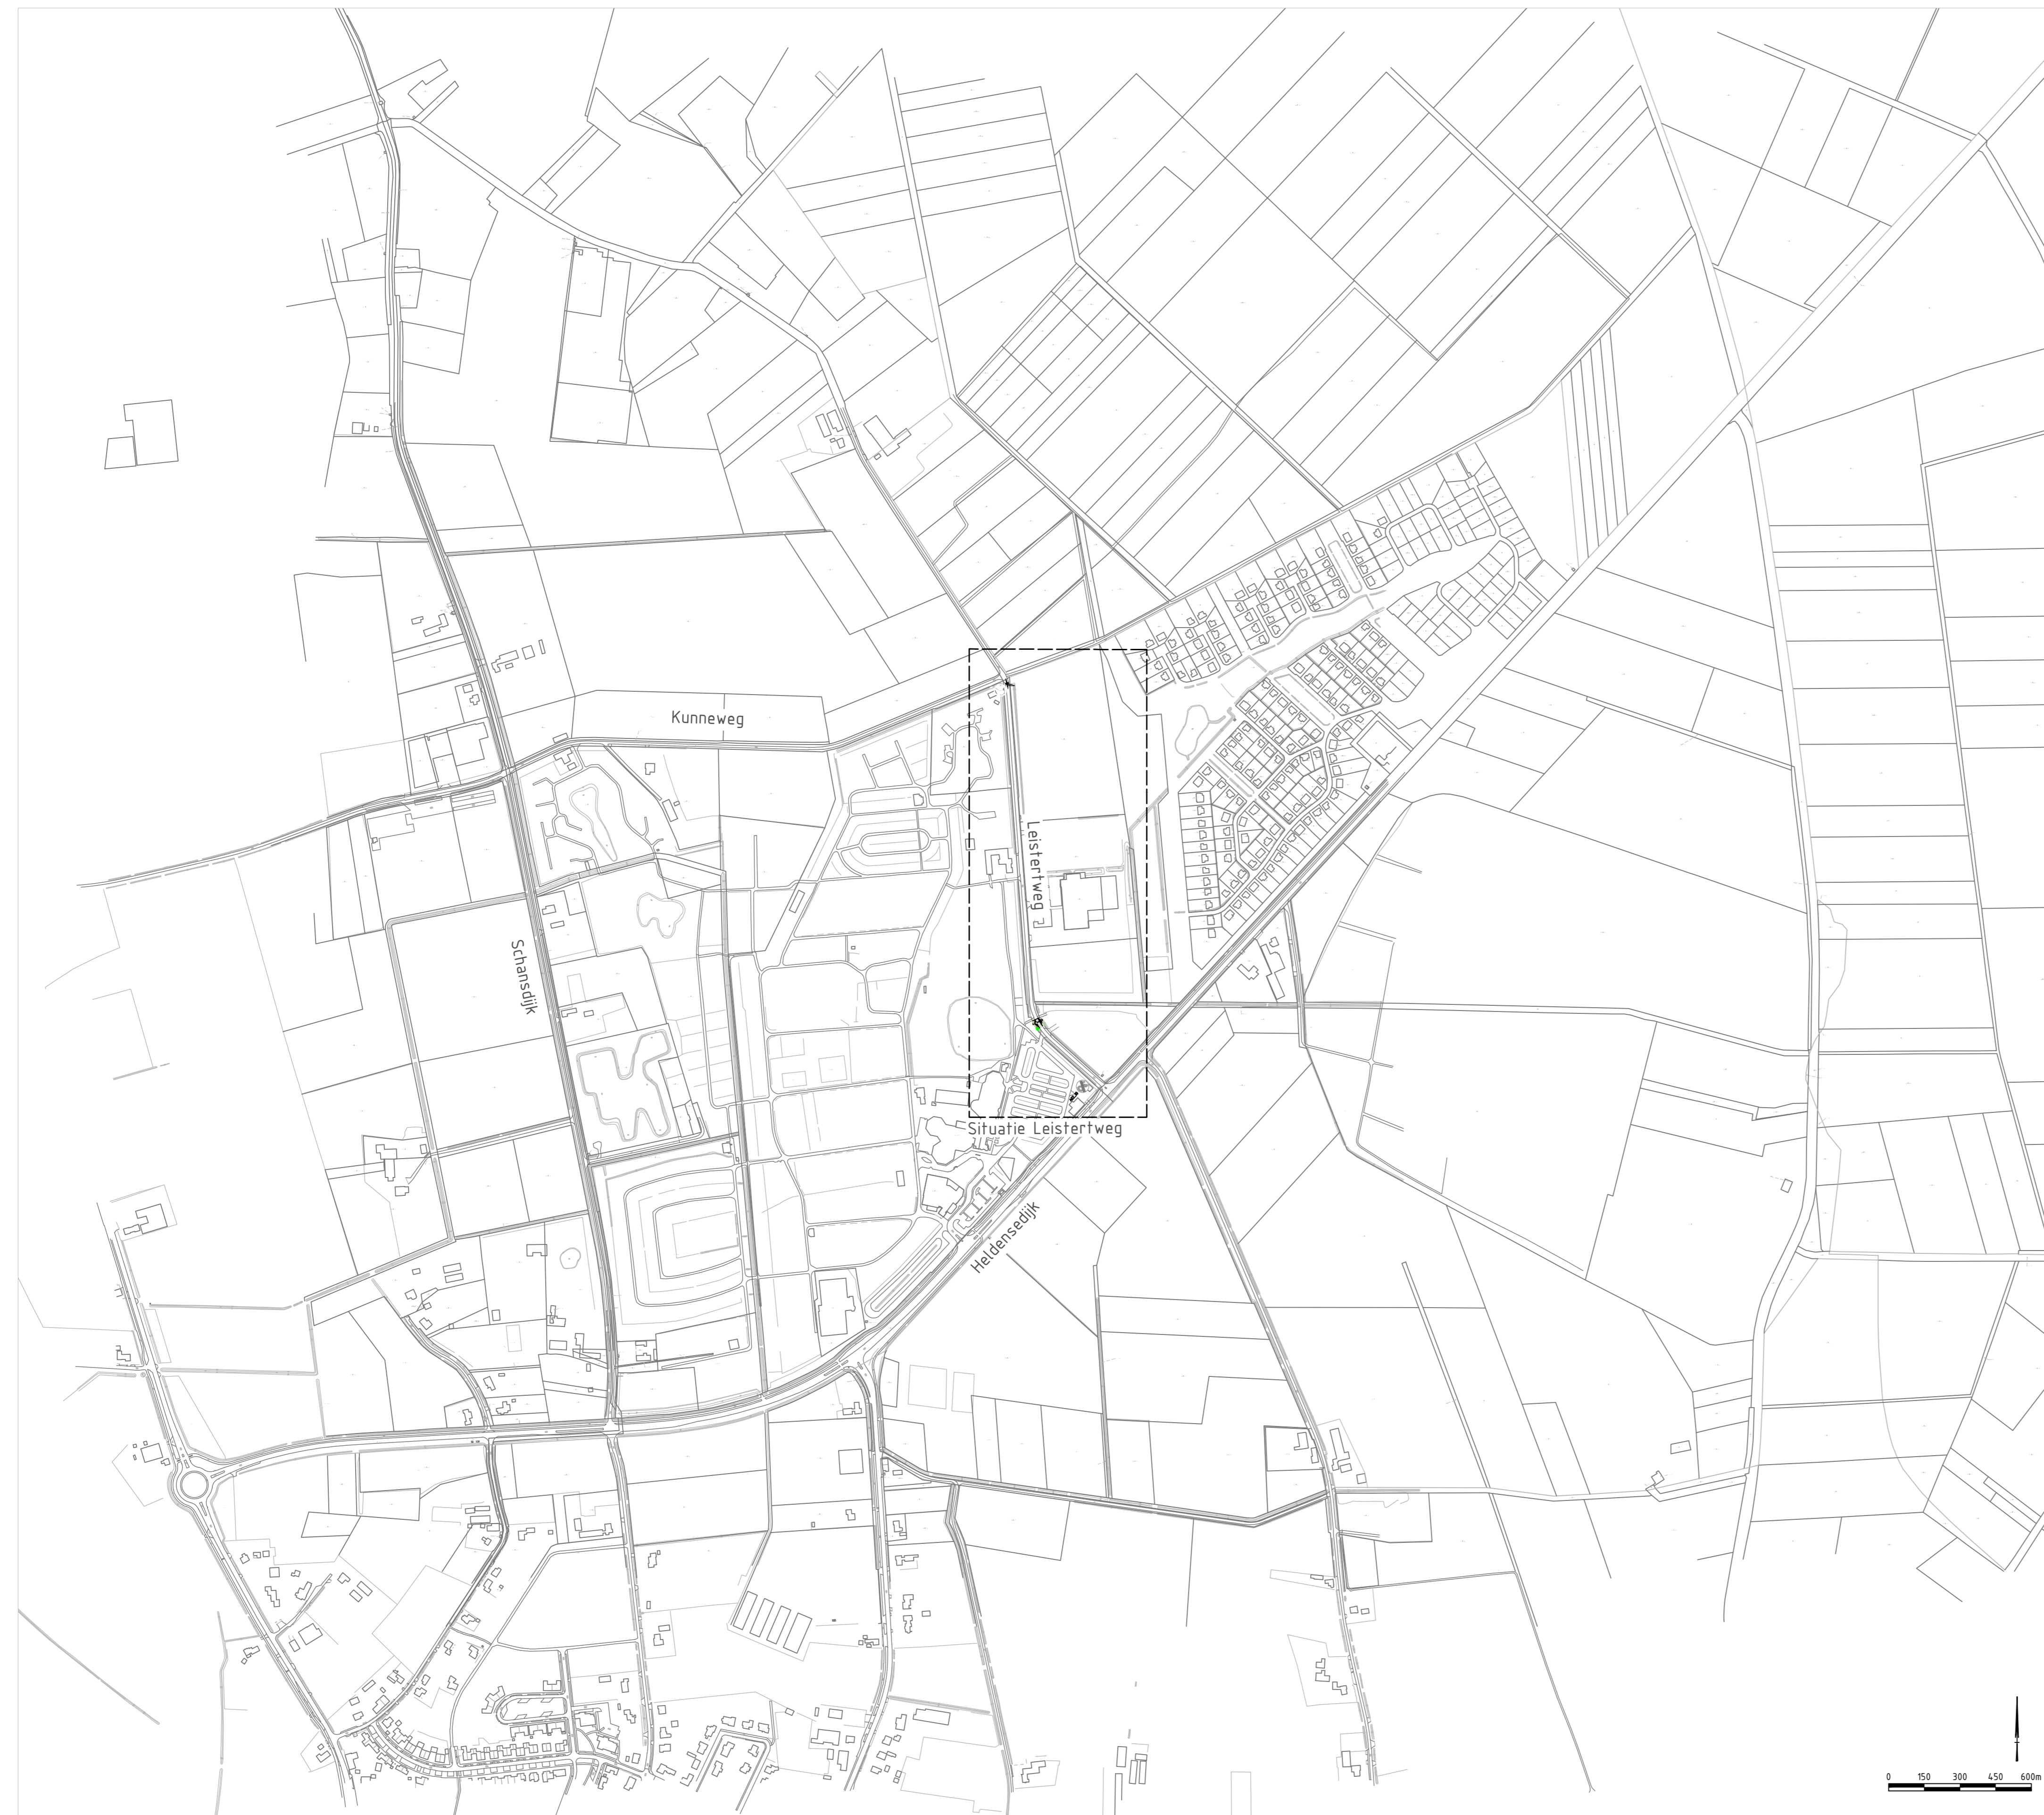 Kunneweg
Leistertweg
Schansdijk
Situatie Leistertweg
Heldensedijk
0 150 300 450 600m